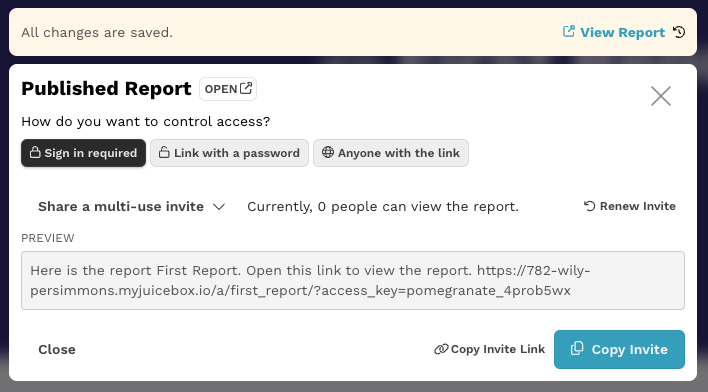 All changes are saved.
View Report
Published Report
OPEN
How do you want to control access?
Sign in required
Link with a password
Anyone with the link
Share a multi-use invite
Currently, 0 people can view the report.
Renew Invite
PREVIEW
Here is the report First Report. Open this link to view the report. https://782-wily-
persimmons.myjuicebox.io/a/first_report/?access_key=pomegranate_4prob5wx
Close
Copy Invite Link
Copy Invite